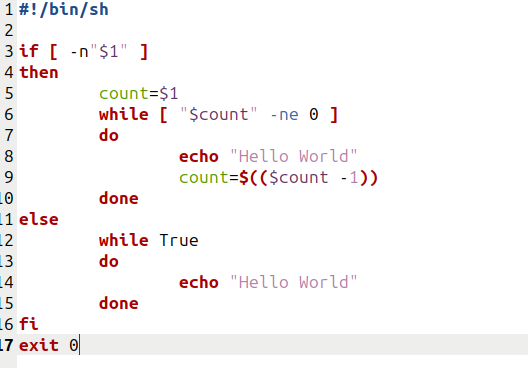 1 #!/bin/sh
2
3 if [ -n"$1" ]
4 then
5         count=$1
6         while [ "$count" -ne 0 ]
7         do
8                 echo "Hello World"
9                 count=$(($count -1))
10         done
11 else
12         while True
13         do
14                 echo "Hello World"
15         done
16 fi
17 exit 0